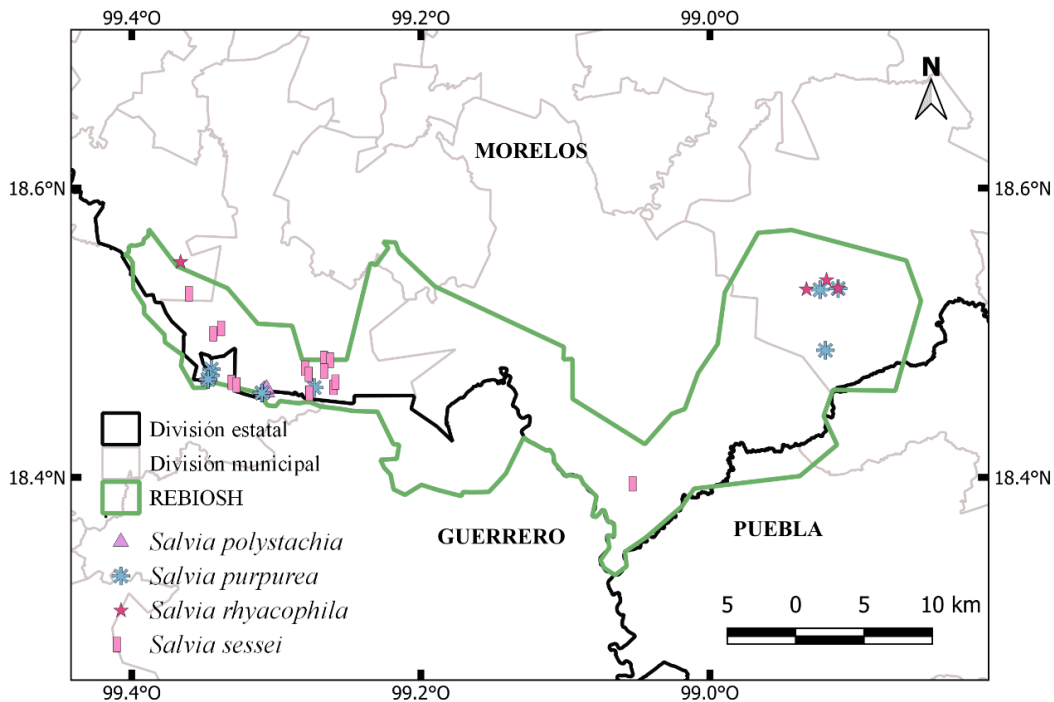 99.4°O 99.2°O 99.0°O
N
MORELOS
18.6°N 18.6°N
18.4°N 18.4°N
GUERRERO
PUEBLA
División estatal
División municipal
REBIOSH
Salvia polystachia
Salvia purpurea
Salvia rhyacophila
Salvia sessei
5 0 5 10 km
99.4°O 99.2°O 99.0°O